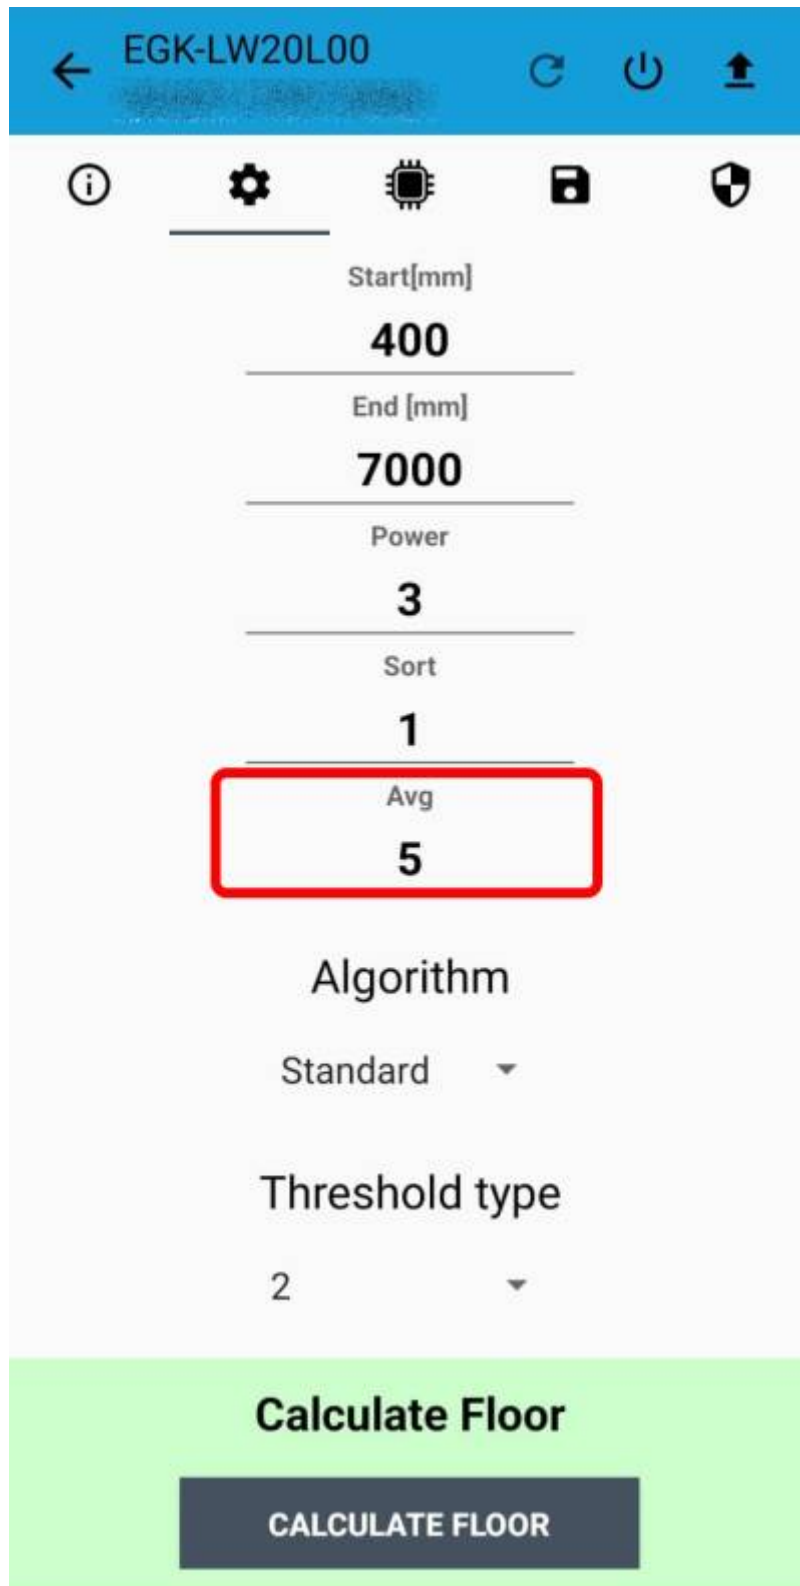 EGK-LW20L00
Start[mm]
400
End [mm]
7000
Power
3
Sort
1
Avg
5
Algorithm
Standard
Threshold type
2
Calculate Floor
CALCULATE FLOOR